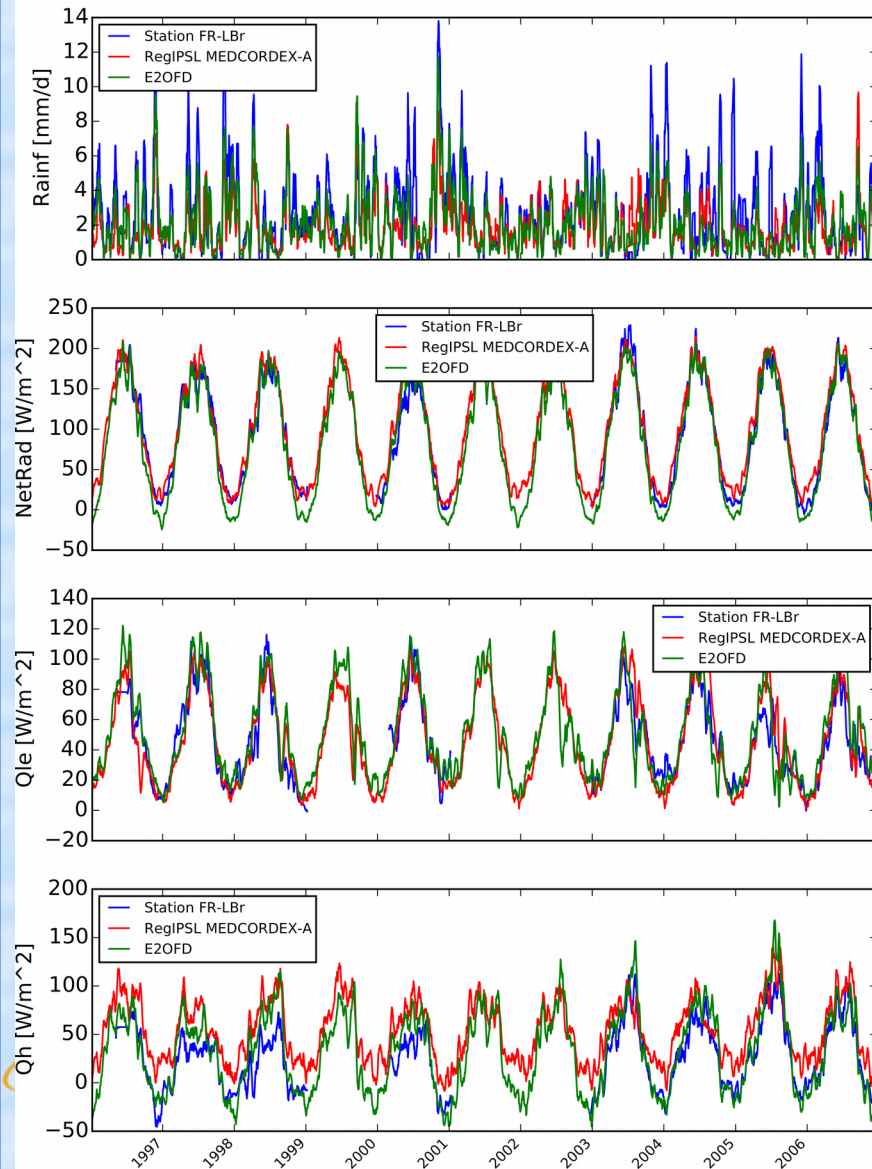 Rainf [mm/d]
14
12
10
8
6
4
2
0
Station FR-LBr
RegIPSL MEDCORDEX-A
E2OFD
NetRad [W/m^2]
250
200
150
100
50
0
−50
Station FR-LBr
RegIPSL MEDCORDEX-A
E2OFD
Qle [W/m^2]
140
120
100
80
60
40
20
0
−20
Station FR-LBr
RegIPSL MEDCORDEX-A
E2OFD
Qh [W/m^2]
200
150
100
50
0
−50
Station FR-LBr
RegIPSL MEDCORDEX-A
E2OFD
1997 1998 1999 2000 2001 2002 2003 2004 2005 2006